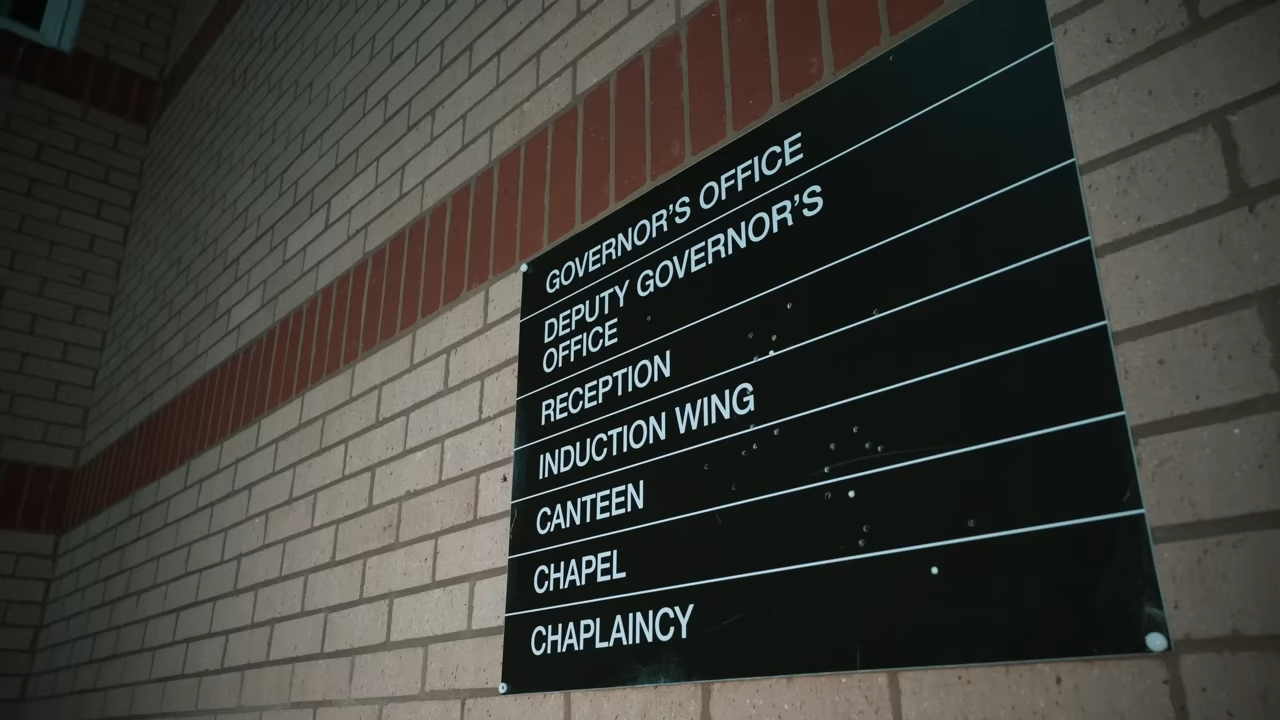 GOVERNOR'S OFFICE
DEPUTY GOVERNOR'S
OFFICE
RECEPTION
INDUCTION WING
CANTEEN
CHAPEL
CHAPLAINCY